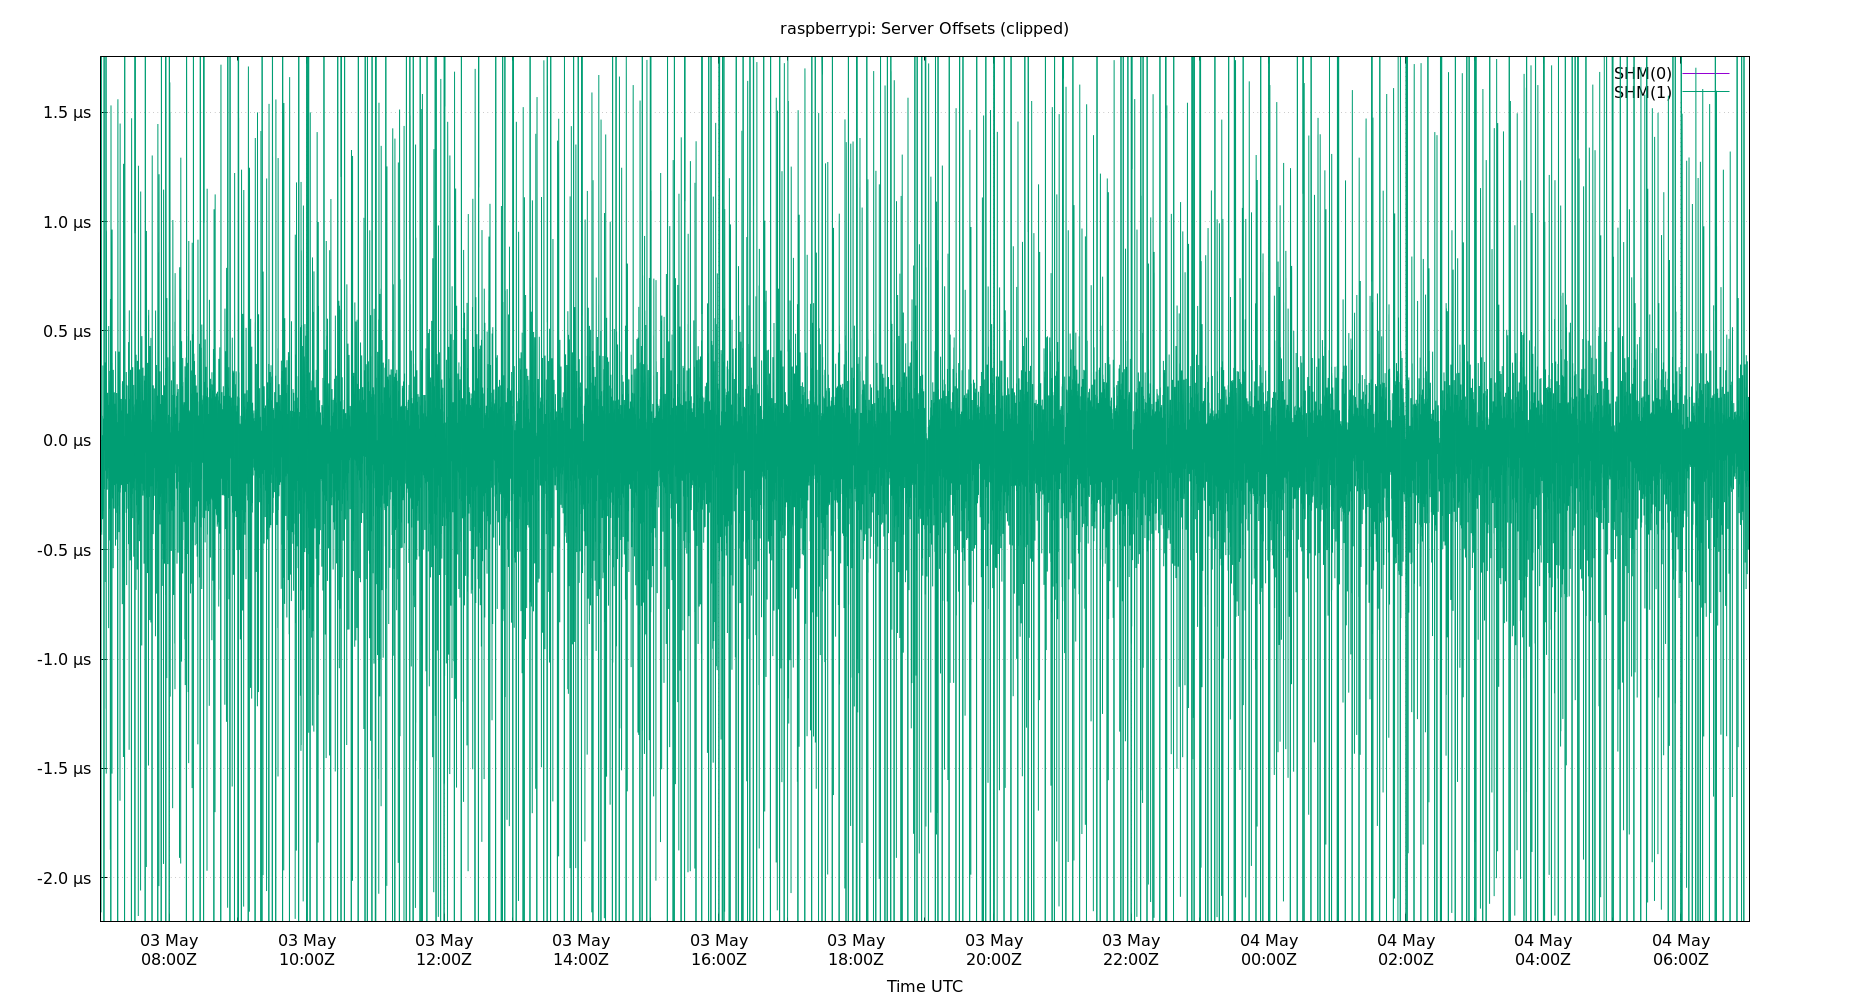 raspberrypi: Server Offsets (clipped)
SHM(0)
SHM(1)
1.5 µs
1.0 µs
0.5 µs
0.0 µs
-0.5 µs
-1.0 µs
-1.5 µs
-2.0 µs
03 May 03 May 03 May 03 May 03 May 03 May 03 May 03 May 04 May 04 May 04 May 04 May
08:00Z 10:00Z 12:00Z 14:00Z 16:00Z 18:00Z 20:00Z 22:00Z 00:00Z 02:00Z 04:00Z 06:00Z
Time UTC